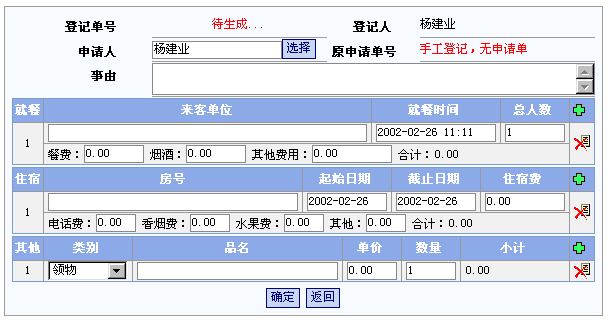 登记单号 待生成... 登记人 杨建业
申请人 杨建业 选择 原申请单号 手工登记，无申请单
事由
就餐 来客单位 就餐时间 总人数
1 2002-02-26 11:11 1
餐费：0.00 烟酒：0.00 其他费用：0.00 合计：0.00
住宿 房号 起始日期 截止日期 住宿费
1 2002-02-26 2002-02-26 0.00
电话费：0.00 香烟费：0.00 水果费：0.00 其他：0.00 合计：0.00
其他 类别 品名 单价 数量 小计
1 领物 0.00 1 0.00
确定 返回